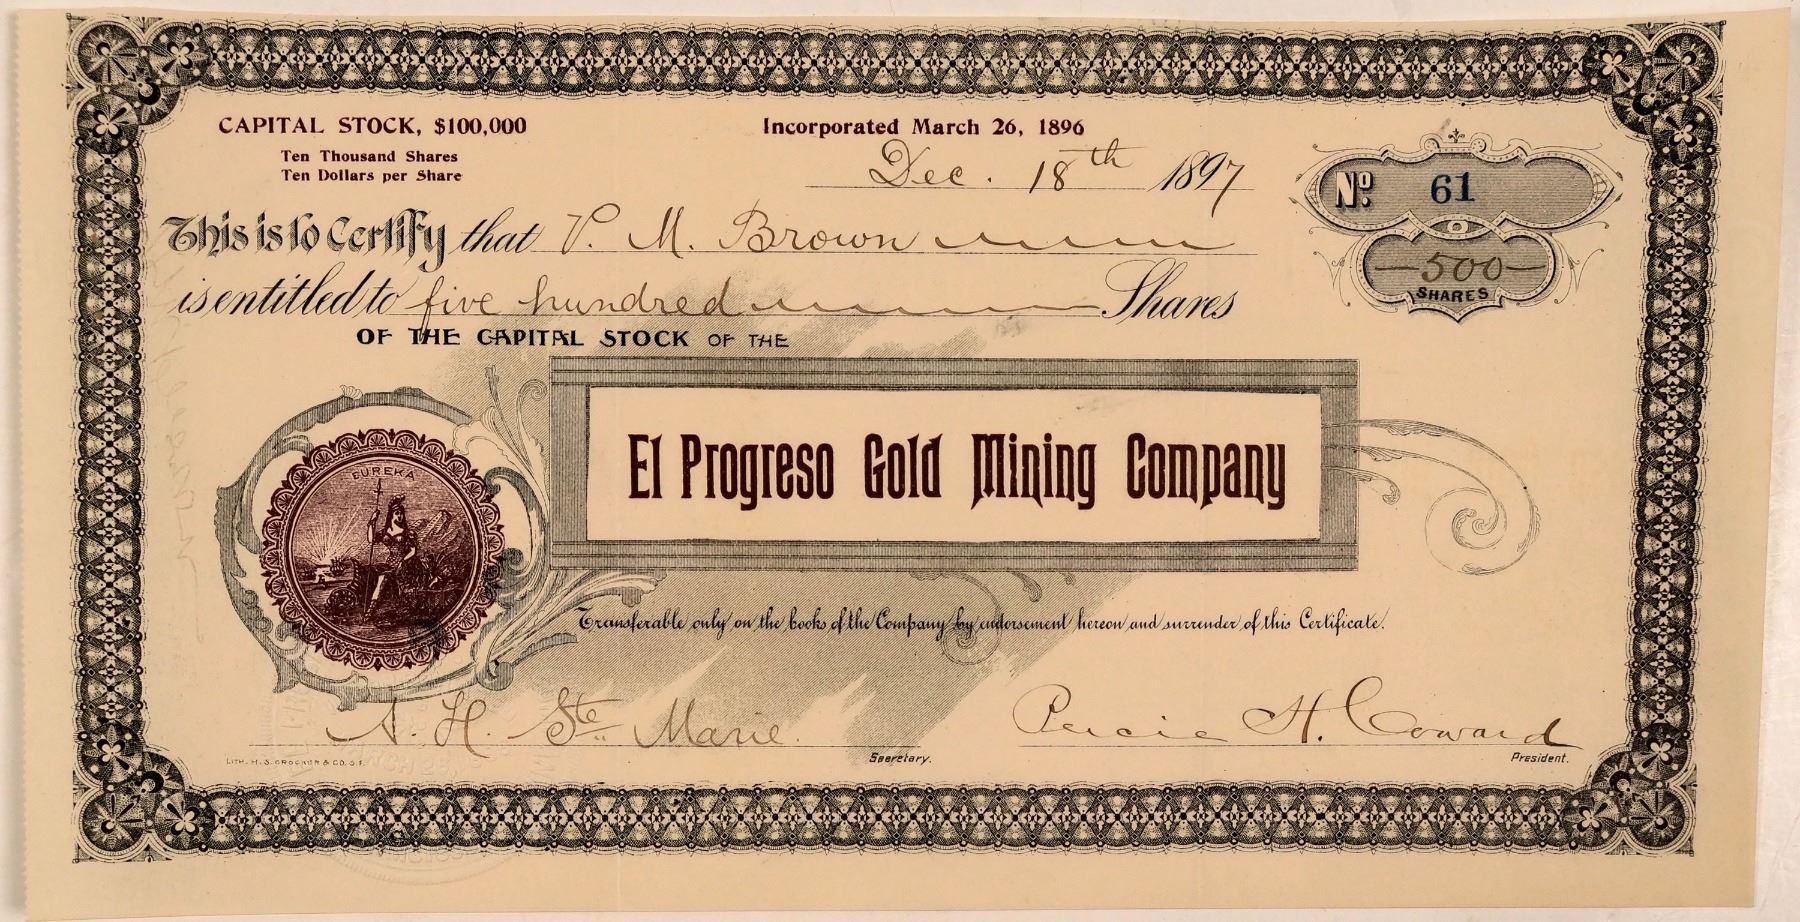 CAPITAL STOCK, $100,000
Ten Thousand Shares
Ten Dollars per Share
Incorporated March 26, 1896
Dec. 18th 1897
No. 61
This is to Certify that V. M. Brown
500
SHARES
is entitled to five hundred Shares
OF THE CAPITAL STOCK OF THE
EUREKA
El Progreso Gold Mining Company
Transferable only on the books of the Company by endorsement hereon and surrender of this Certificate.
A. H. Ste Marie
Secretary.
Percie H. Coward
President.
LITH. H. S. CROCKER & CO. S.F.